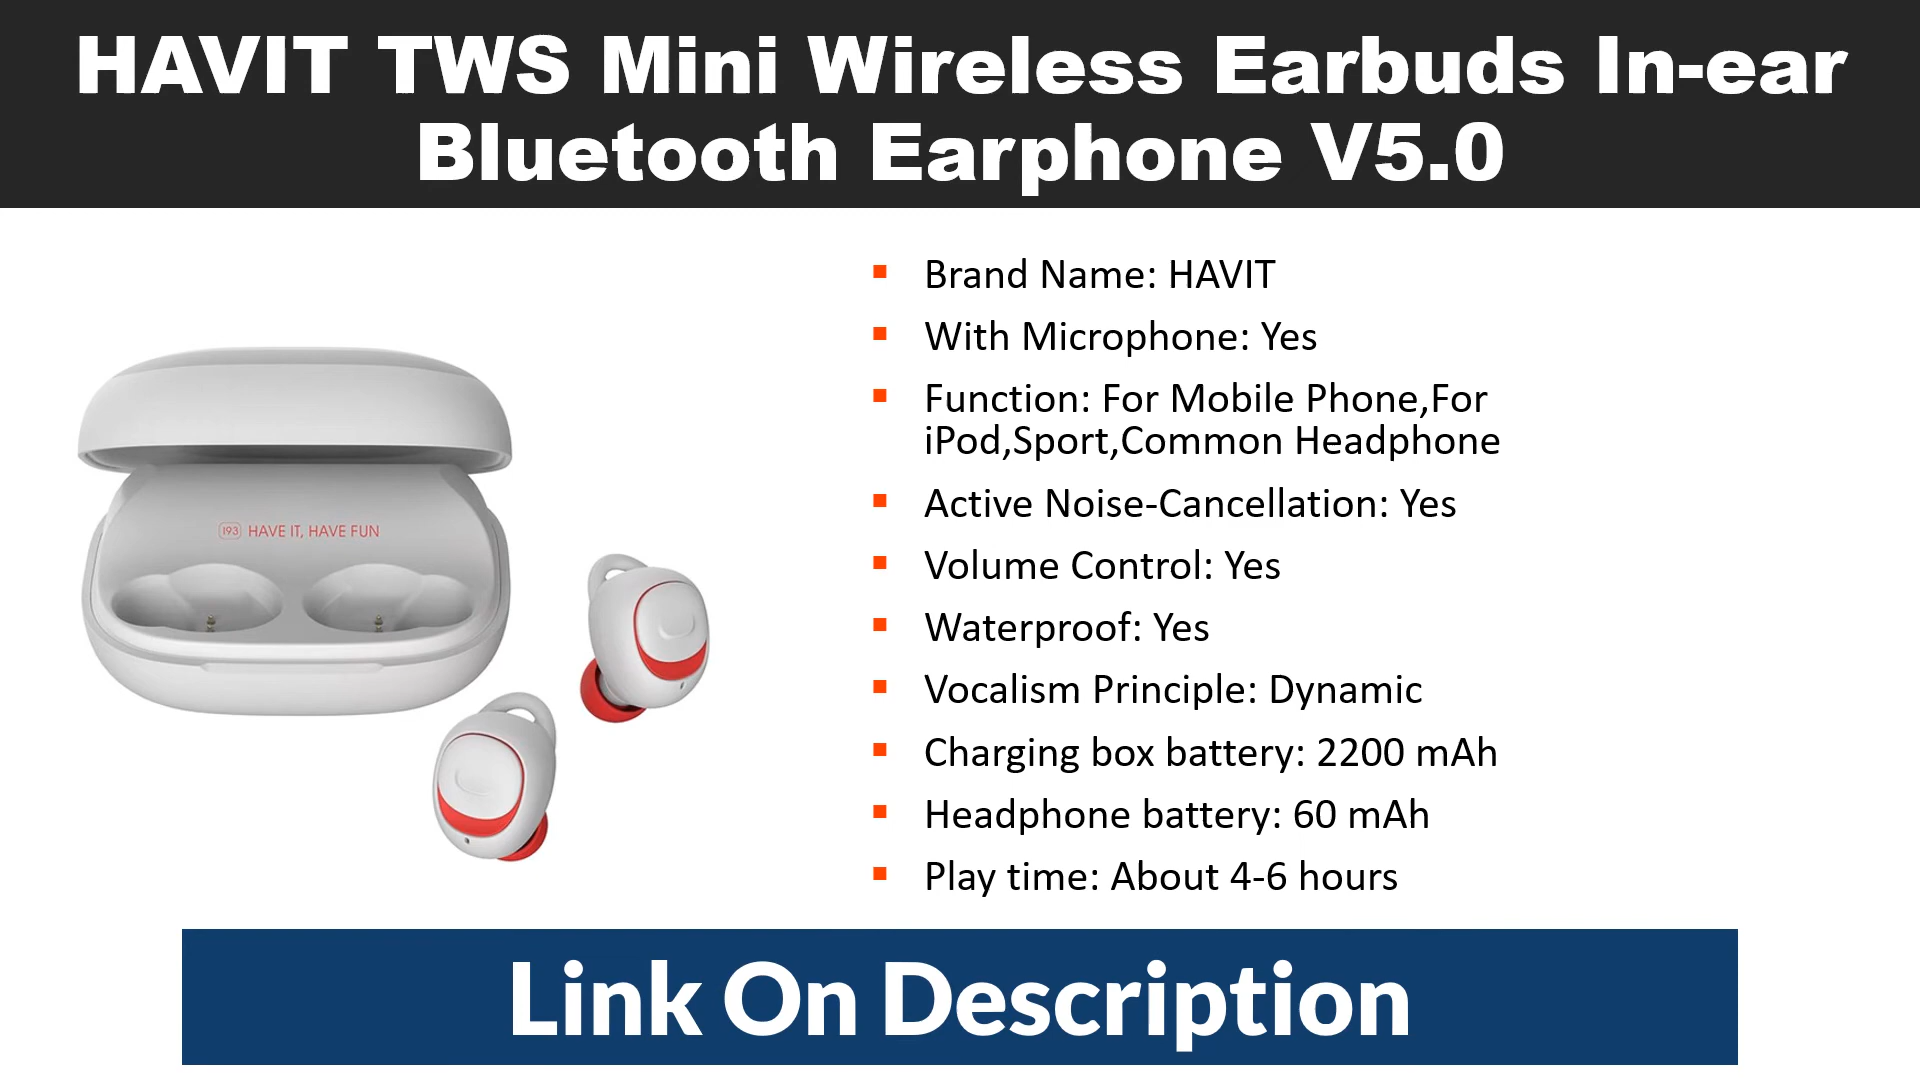 HAVIT TWS Mini Wireless Earbuds In-ear
Bluetooth Earphone V5.0
Brand Name: HAVIT
With Microphone: Yes
Function: For Mobile Phone,For
iPod,Sport,Common Headphone
Active Noise-Cancellation: Yes
Volume Control: Yes
Waterproof: Yes
Vocalism Principle: Dynamic
Charging box battery: 2200 mAh
Headphone battery: 60 mAh
Play time: About 4-6 hours
I93 HAVE IT, HAVE FUN
Link On Description